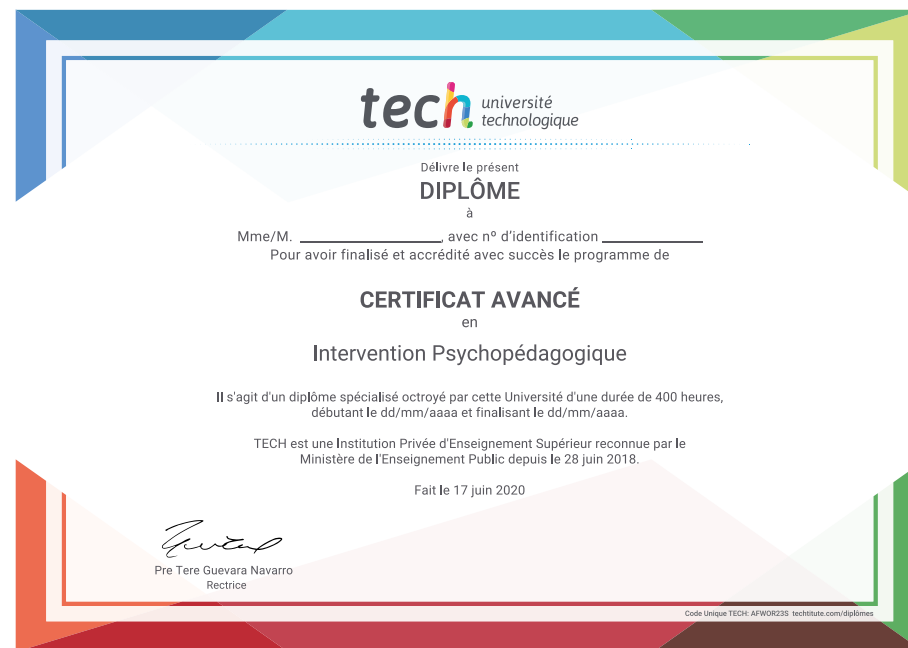 tech université
technologique
Délivre le présent
DIPLÔME
à
Mme/M. ____________, avec nº d'identification ____________
Pour avoir finalisé et accrédité avec succès le programme de
CERTIFICAT AVANCÉ
en
Intervention Psychopédagogique
Il s'agit d'un diplôme spécialisé octroyé par cette Université d'une durée de 400 heures,
débutant le dd/mm/aaaa et finalisant le dd/mm/aaaa.
TECH est une Institution Privée d'Enseignement Supérieur reconnue par le
Ministère de l'Enseignement Public depuis le 28 juin 2018.
Fait le 17 juin 2020
Pre Tere Guevara Navarro
Rectrice
Code Unique TECH: AFWOR23S techtitute.com/diplômes